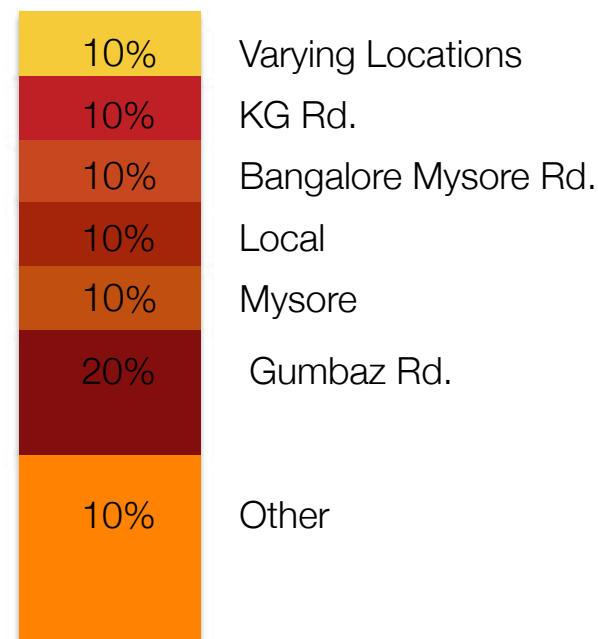 10% Varying Locations
10% KG Rd.
10% Bangalore Mysore Rd.
10% Local
10% Mysore
20% Gumbaz Rd.
10% Other